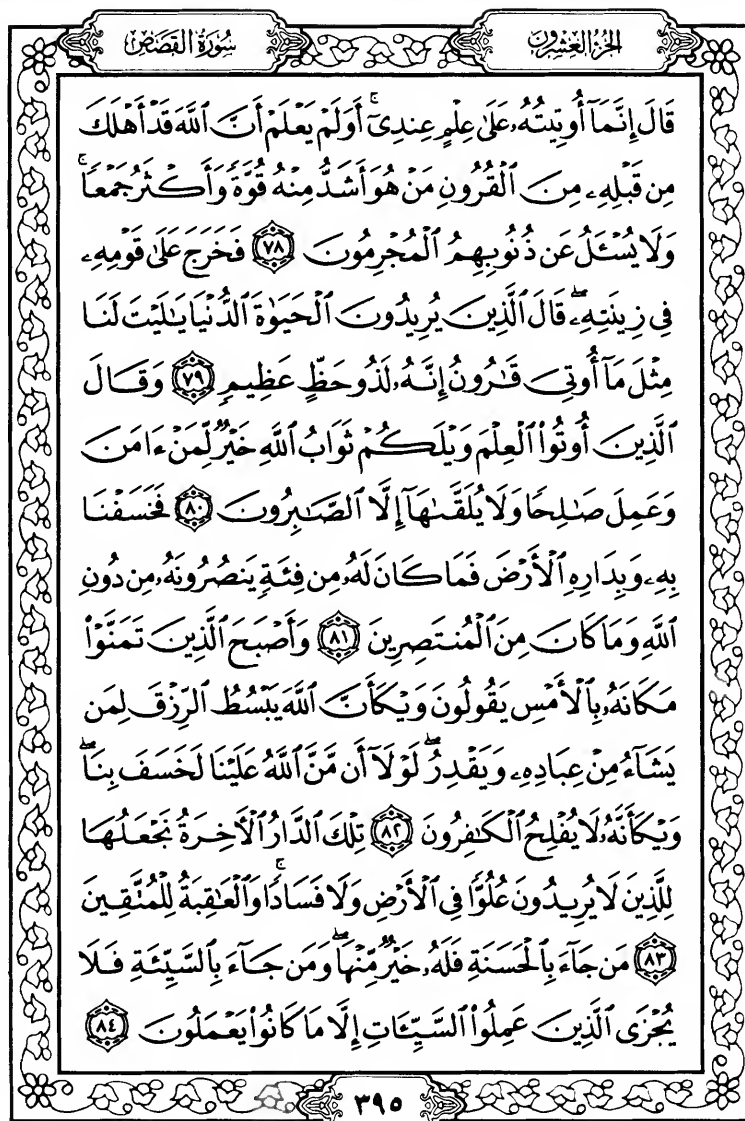 الجزء العشرون
سورة القصص
قَالَ إِنَّمَآ أُوتِيتُهُۥ عَلَىٰ عِلْمٍ عِندِىٓ ۚ أَوَلَمْ يَعْلَمْ أَنَّ ٱللَّهَ قَدْ أَهْلَكَ
مِن قَبْلِهِۦ مِنَ ٱلْقُرُونِ مَنْ هُوَ أَشَدُّ مِنْهُ قُوَّةً وَأَكْثَرُ جَمْعًا ۚ
وَلَا يُسْـَٔلُ عَن ذُنُوبِهِمُ ٱلْمُجْرِمُونَ ٧٨ فَخَرَجَ عَلَىٰ قَوْمِهِۦ
فِى زِينَتِهِۦ ۖ قَالَ ٱلَّذِينَ يُرِيدُونَ ٱلْحَيَوٰةَ ٱلدُّنْيَا يَـٰلَيْتَ لَنَا
مِثْلَ مَآ أُوتِىَ قَـٰرُونُ إِنَّهُۥ لَذُو حَظٍّ عَظِيمٍ ٧٩ وَقَالَ
ٱلَّذِينَ أُوتُوا۟ ٱلْعِلْمَ وَيْلَكُمْ ثَوَابُ ٱللَّهِ خَيْرٌ لِّمَنْ ءَامَنَ
وَعَمِلَ صَـٰلِحًا وَلَا يُلَقَّىٰهَآ إِلَّا ٱلصَّـٰبِرُونَ ٨٠ فَخَسَفْنَا
بِهِۦ وَبِدَارِهِ ٱلْأَرْضَ فَمَا كَانَ لَهُۥ مِن فِئَةٍ يَنصُرُونَهُۥ مِن دُونِ
ٱللَّهِ وَمَا كَانَ مِنَ ٱلْمُنتَصِرِينَ ٨١ وَأَصْبَحَ ٱلَّذِينَ تَمَنَّوْا۟
مَكَانَهُۥ بِٱلْأَمْسِ يَقُولُونَ وَيْكَأَنَّ ٱللَّهَ يَبْسُطُ ٱلرِّزْقَ لِمَن
يَشَآءُ مِنْ عِبَادِهِۦ وَيَقْدِرُ ۖ لَوْلَآ أَن مَّنَّ ٱللَّهُ عَلَيْنَا لَخَسَفَ بِنَا ۖ
وَيْكَأَنَّهُۥ لَا يُفْلِحُ ٱلْكَـٰفِرُونَ ٨٢ تِلْكَ ٱلدَّارُ ٱلْـَٔاخِرَةُ نَجْعَلُهَا
لِلَّذِينَ لَا يُرِيدُونَ عُلُوًّا فِى ٱلْأَرْضِ وَلَا فَسَادًا ۚ وَٱلْعَـٰقِبَةُ لِلْمُتَّقِينَ
٨٣ مَن جَآءَ بِٱلْحَسَنَةِ فَلَهُۥ خَيْرٌ مِّنْهَا ۖ وَمَن جَآءَ بِٱلسَّيِّئَةِ فَلَا
يُجْزَى ٱلَّذِينَ عَمِلُوا۟ ٱلسَّيِّـَٔاتِ إِلَّا مَا كَانُوا۟ يَعْمَلُونَ ٨٤
٣٩٥